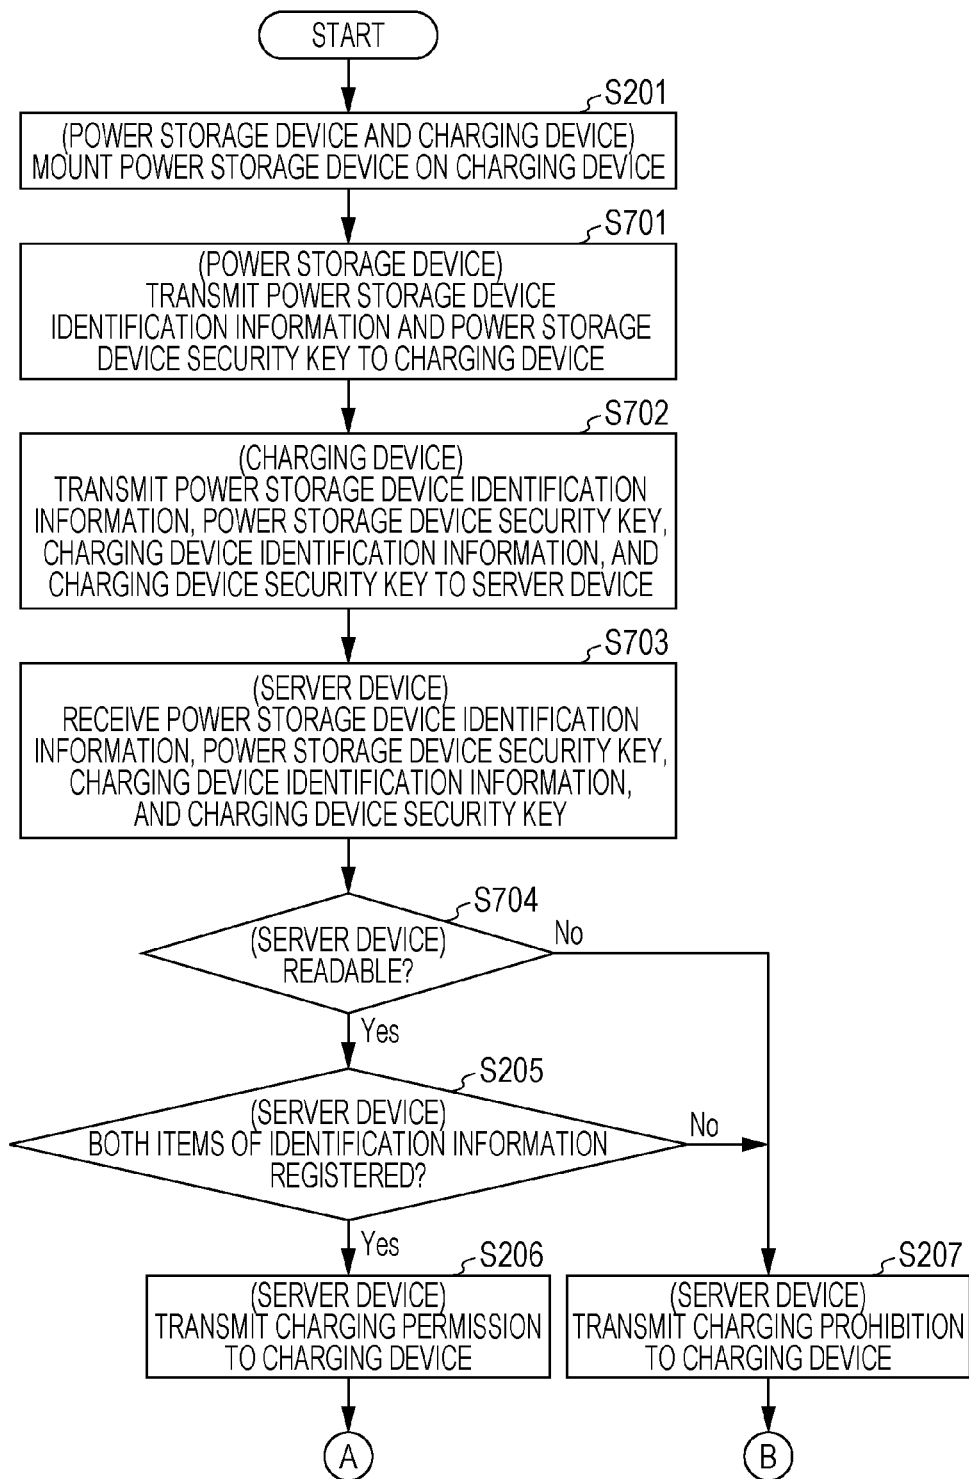 START
S201
(POWER STORAGE DEVICE AND CHARGING DEVICE)
MOUNT POWER STORAGE DEVICE ON CHARGING DEVICE
S701
(POWER STORAGE DEVICE)
TRANSMIT POWER STORAGE DEVICE
IDENTIFICATION INFORMATION AND POWER STORAGE
DEVICE SECURITY KEY TO CHARGING DEVICE
S702
(CHARGING DEVICE)
TRANSMIT POWER STORAGE DEVICE IDENTIFICATION
INFORMATION, POWER STORAGE DEVICE SECURITY KEY,
CHARGING DEVICE IDENTIFICATION INFORMATION, AND
CHARGING DEVICE SECURITY KEY TO SERVER DEVICE
S703
(SERVER DEVICE)
RECEIVE POWER STORAGE DEVICE IDENTIFICATION
INFORMATION, POWER STORAGE DEVICE SECURITY KEY,
CHARGING DEVICE IDENTIFICATION INFORMATION,
AND CHARGING DEVICE SECURITY KEY
S704
(SERVER DEVICE)
READABLE?
No
Yes
S205
(SERVER DEVICE)
BOTH ITEMS OF IDENTIFICATION INFORMATION
REGISTERED?
No
Yes
S206
(SERVER DEVICE)
TRANSMIT CHARGING PERMISSION
TO CHARGING DEVICE
S207
(SERVER DEVICE)
TRANSMIT CHARGING PROHIBITION
TO CHARGING DEVICE
A
B